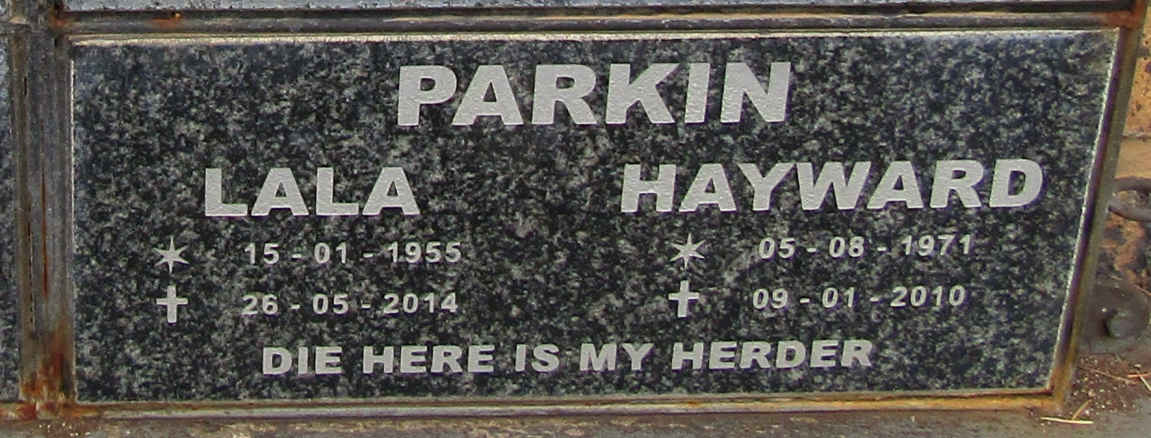 PARKIN
LALA HAYWARD
15 - 01 - 1955 05 - 08 - 1971
26 - 05 - 2014 09 - 01 - 2010
DIE HERE IS MY HERDER